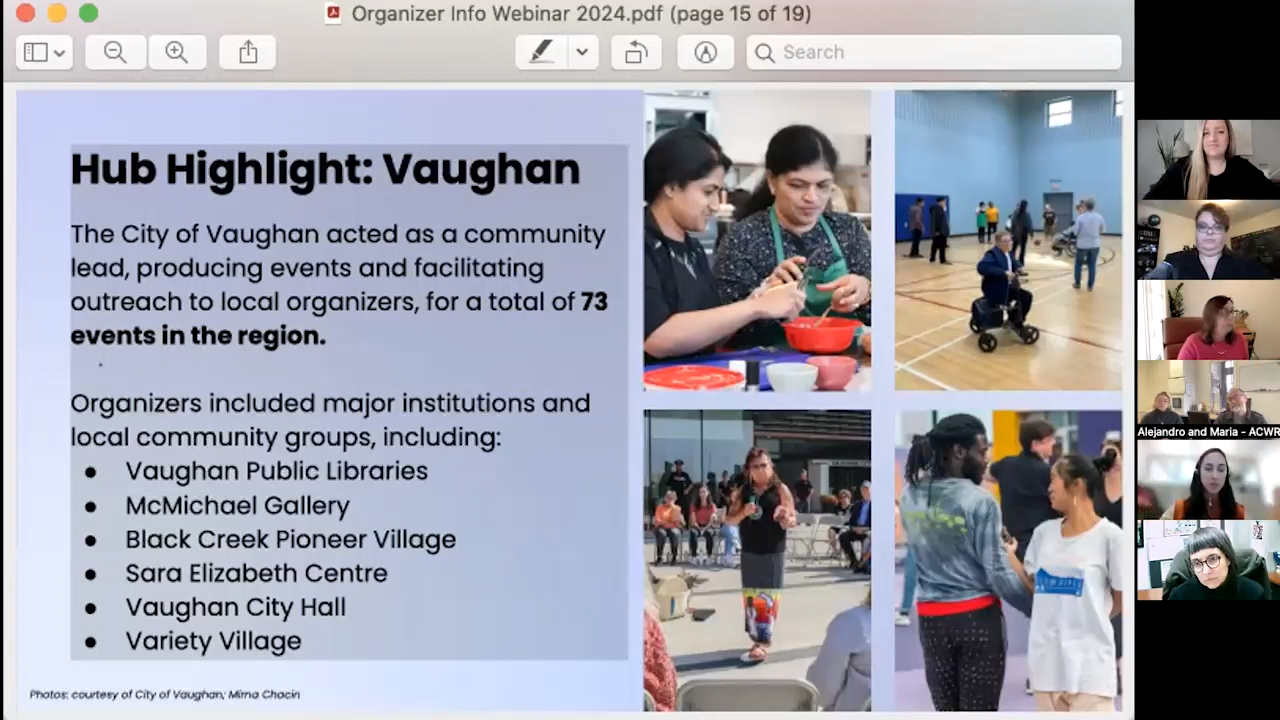 Organizer Info Webinar 2024.pdf (page 15 of 19)
Search
Hub Highlight: Vaughan
The City of Vaughan acted as a community
lead, producing events and facilitating
outreach to local organizers, for a total of 73
events in the region.
Organizers included major institutions and
local community groups, including:
● Vaughan Public Libraries
● McMichael Gallery
● Black Creek Pioneer Village
● Sara Elizabeth Centre
● Vaughan City Hall
● Variety Village
Photos: courtesy of City of Vaughan; Mirna Chacin
Alejandro and Maria - ACWR